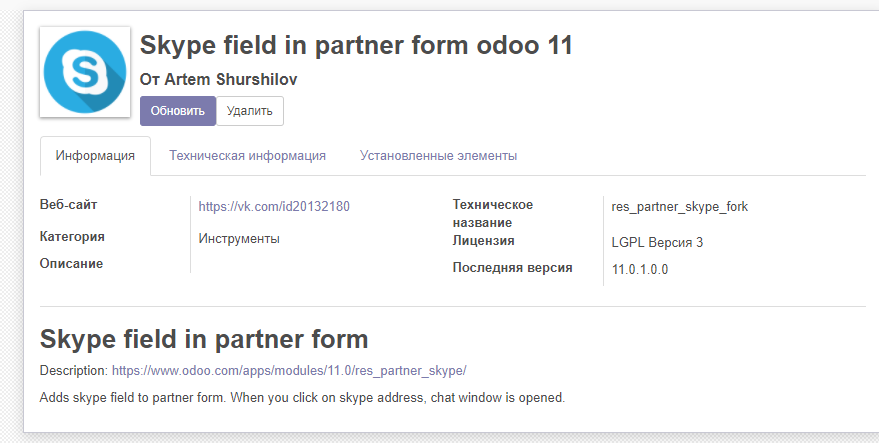 Skype field in partner form odoo 11
От Artem Shurshilov
Обновить Удалить
Информация Техническая информация Установленные элементы
Веб-сайт https://vk.com/id20132180
Категория Инструменты
Описание
Техническое название res_partner_skype_fork
Лицензия LGPL Версия 3
Последняя версия 11.0.1.0.0
Skype field in partner form
Description: https://www.odoo.com/apps/modules/11.0/res_partner_skype/
Adds skype field to partner form. When you click on skype address, chat window is opened.